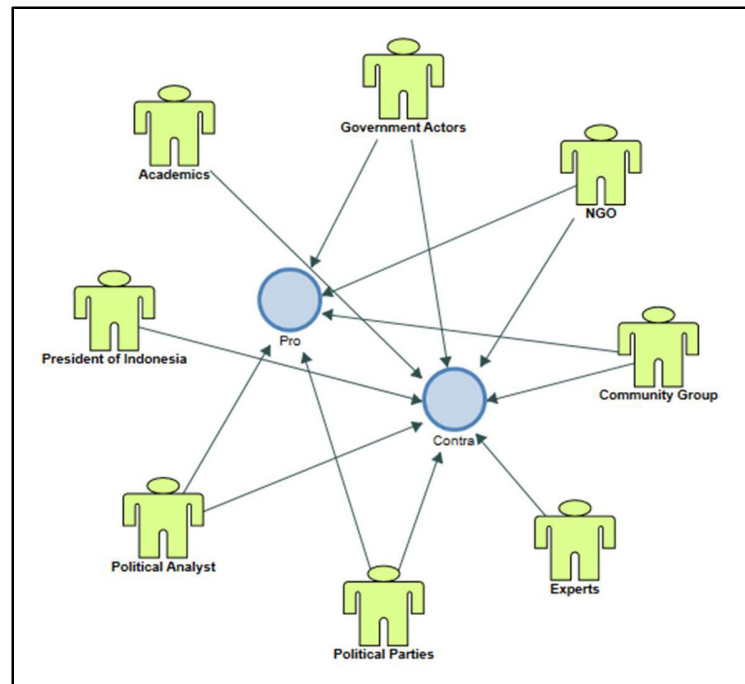 Government Actors
Academics
NGO
Pro
President of Indonesia
Community Group
Contra
Political Analyst
Experts
Political Parties